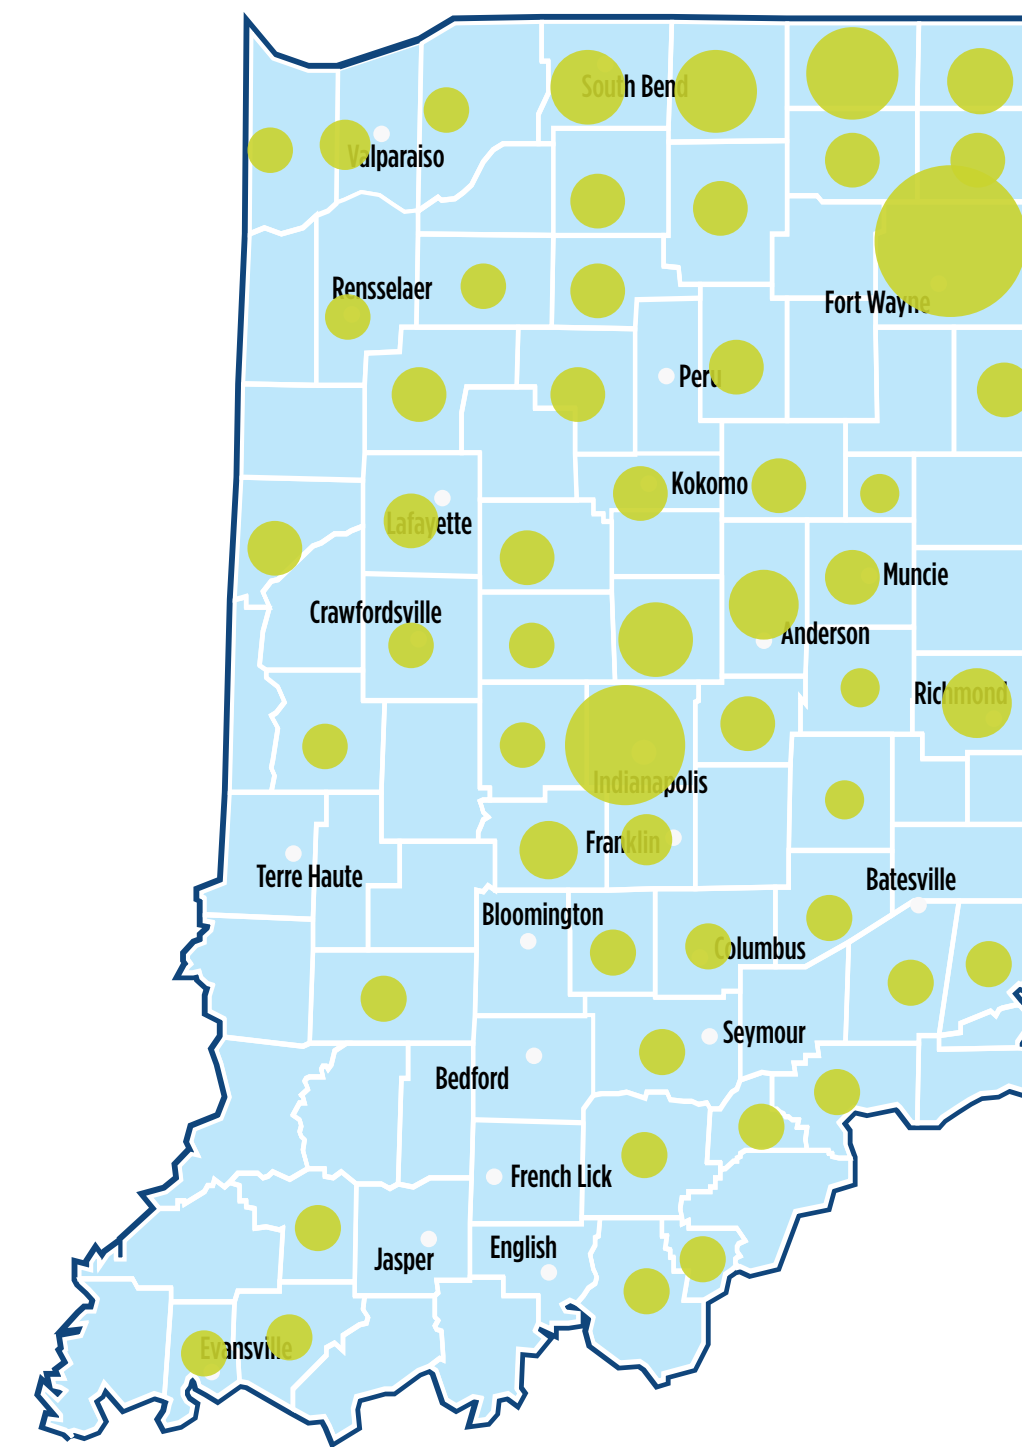 South Bend
Valparaiso
Rensselaer
Fort Wayne
Peru
Kokomo
Lafayette
Muncie
Crawfordsville
Anderson
Richmond
Indianapolis
Franklin
Terre Haute
Batesville
Bloomington
Columbus
Seymour
Bedford
French Lick
English
Jasper
Evansville